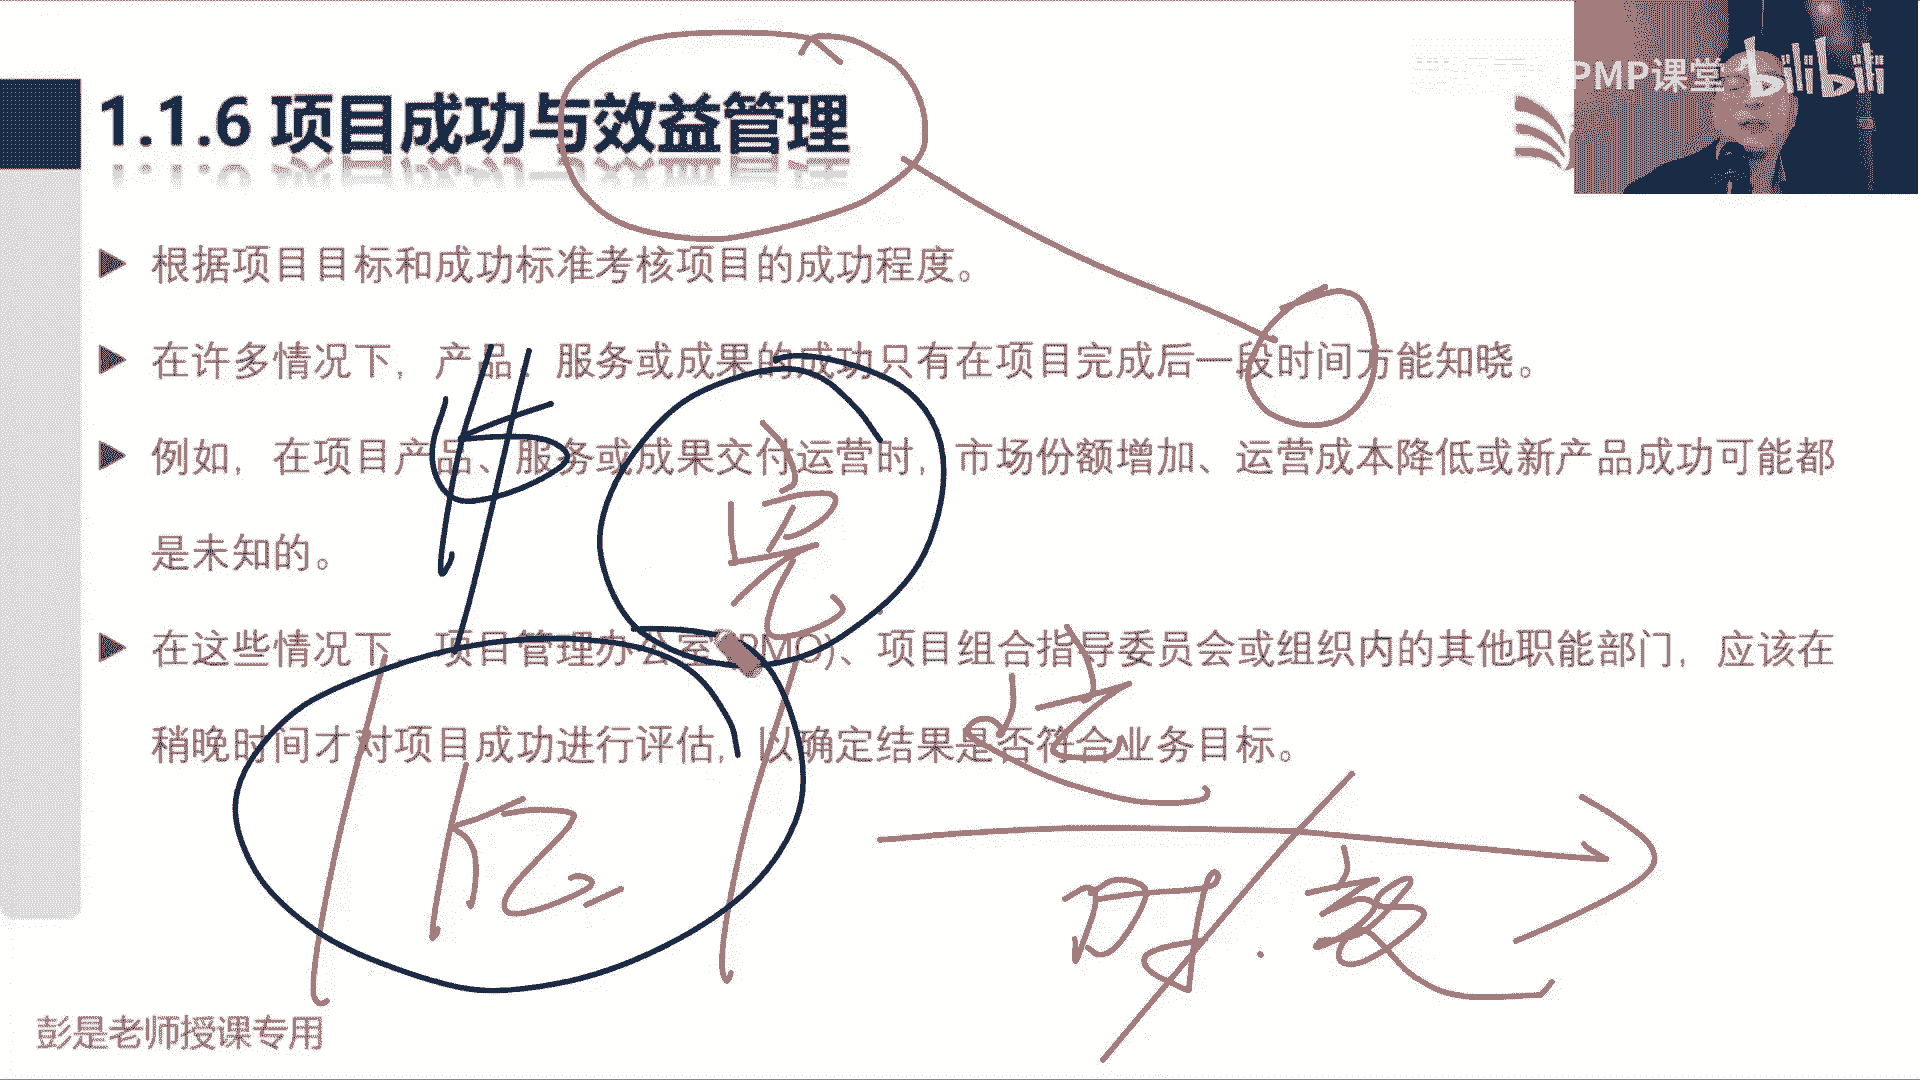 PMP课堂 bilibili
1.1.6 项目成功与效益管理
根据项目目标和成功标准考核项目的成功程度。
在许多情况下，产品、服务或成果的成功只有在项目完成后一段时间方能知晓。
例如，在项目产品、服务或成果交付运营时，市场份额增加、运营成本降低或新产品成功可能都
是未知的。
在这些情况下，项目管理办公室(PMO)、项目组合指导委员会或组织内的其他职能部门，应该在
稍晚时间才对项目成功进行评估，以确定结果是否符合业务目标。
亿
时.效
彭是老师授课专用